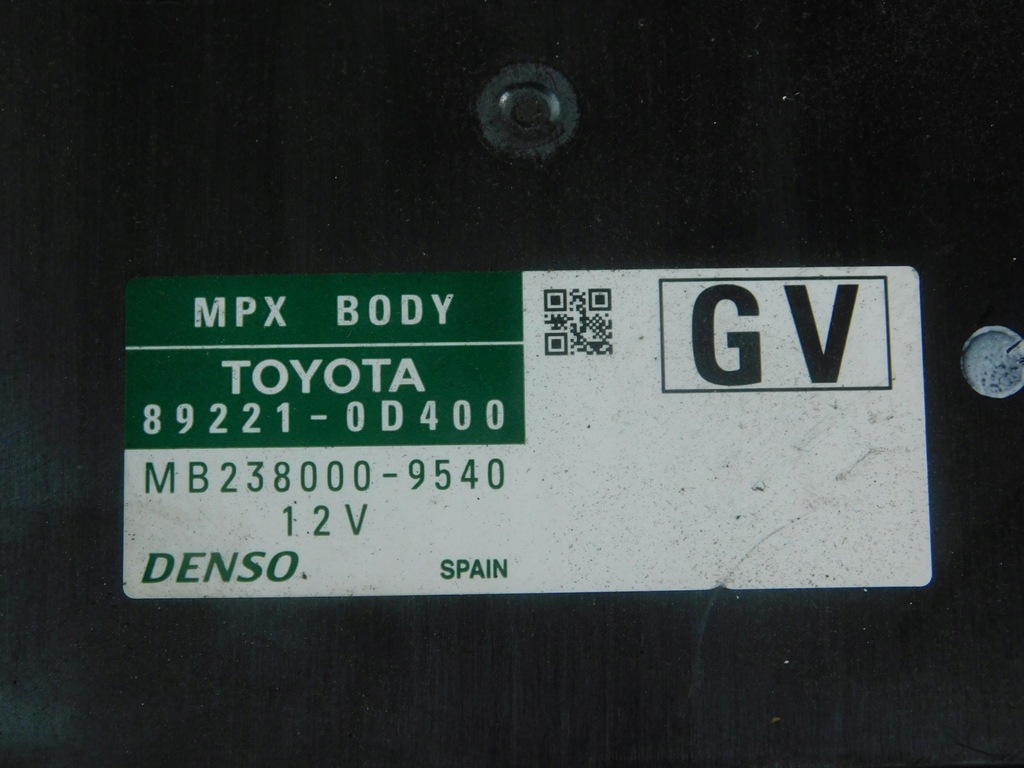 MPX BODY
TOYOTA
89221-0D400
MB238000-9540
12V
DENSO
SPAIN
GV